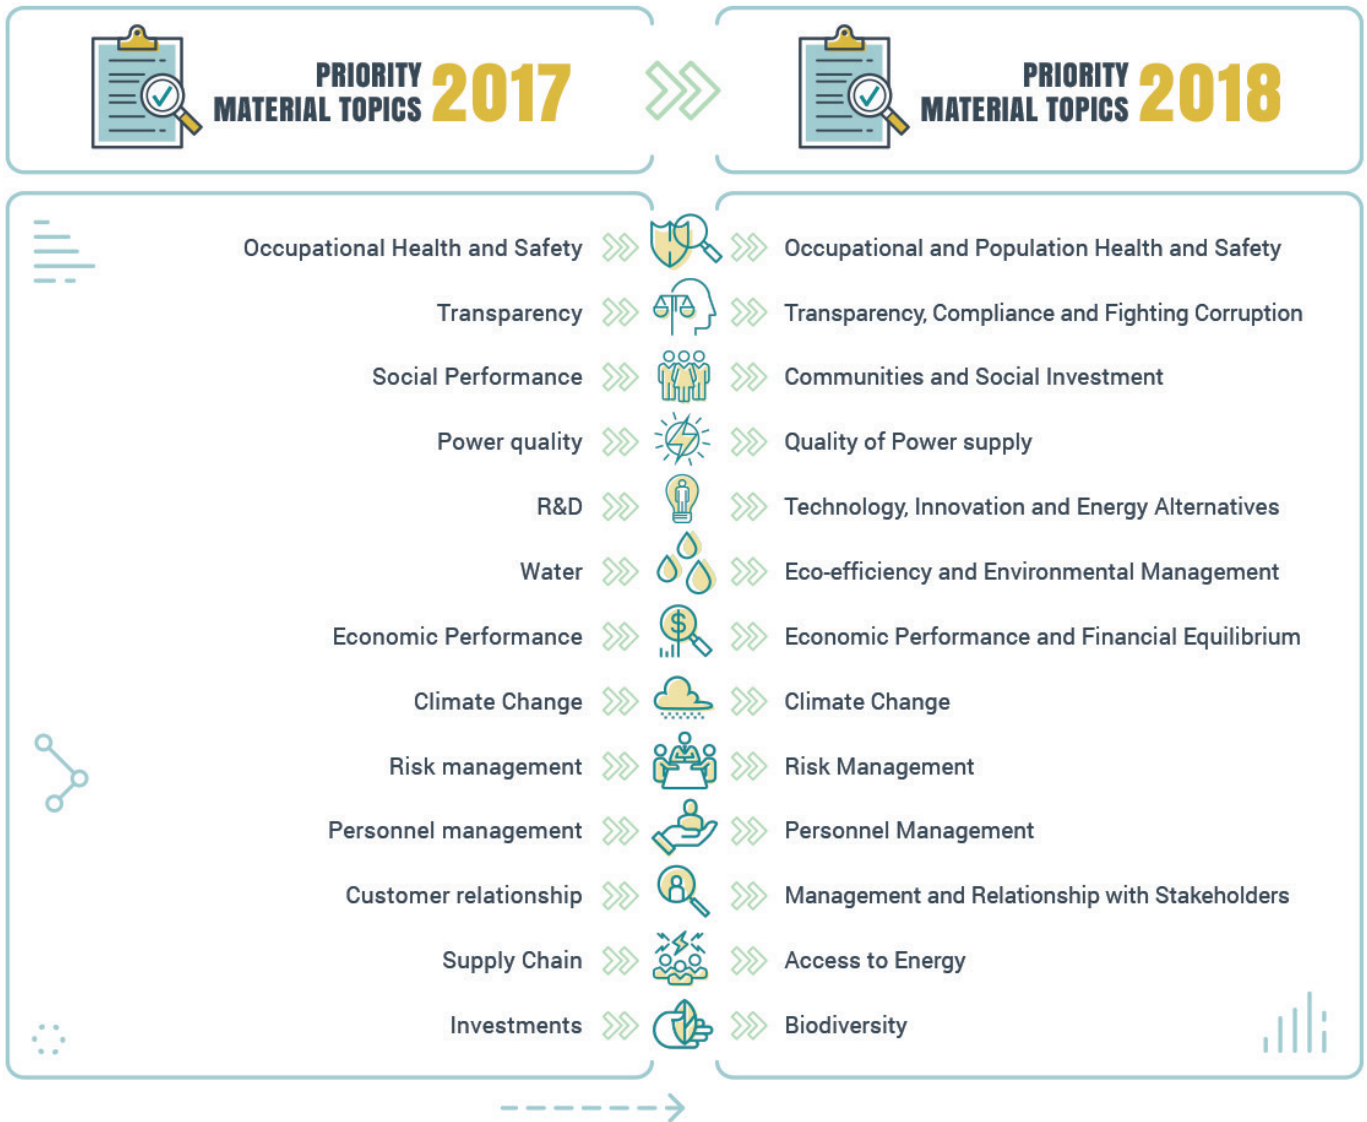 PRIORITY
MATERIAL TOPICS 2017
PRIORITY
MATERIAL TOPICS 2018
Occupational Health and Safety
Occupational and Population Health and Safety
Transparency
Transparency, Compliance and Fighting Corruption
Social Performance
Communities and Social Investment
Power quality
Quality of Power supply
R&D
Technology, Innovation and Energy Alternatives
Water
Eco-efficiency and Environmental Management
Economic Performance
$
Economic Performance and Financial Equilibrium
Climate Change
Climate Change
Risk management
Risk Management
Personnel management
Personnel Management
Customer relationship
Management and Relationship with Stakeholders
Supply Chain
Access to Energy
Investments
Biodiversity